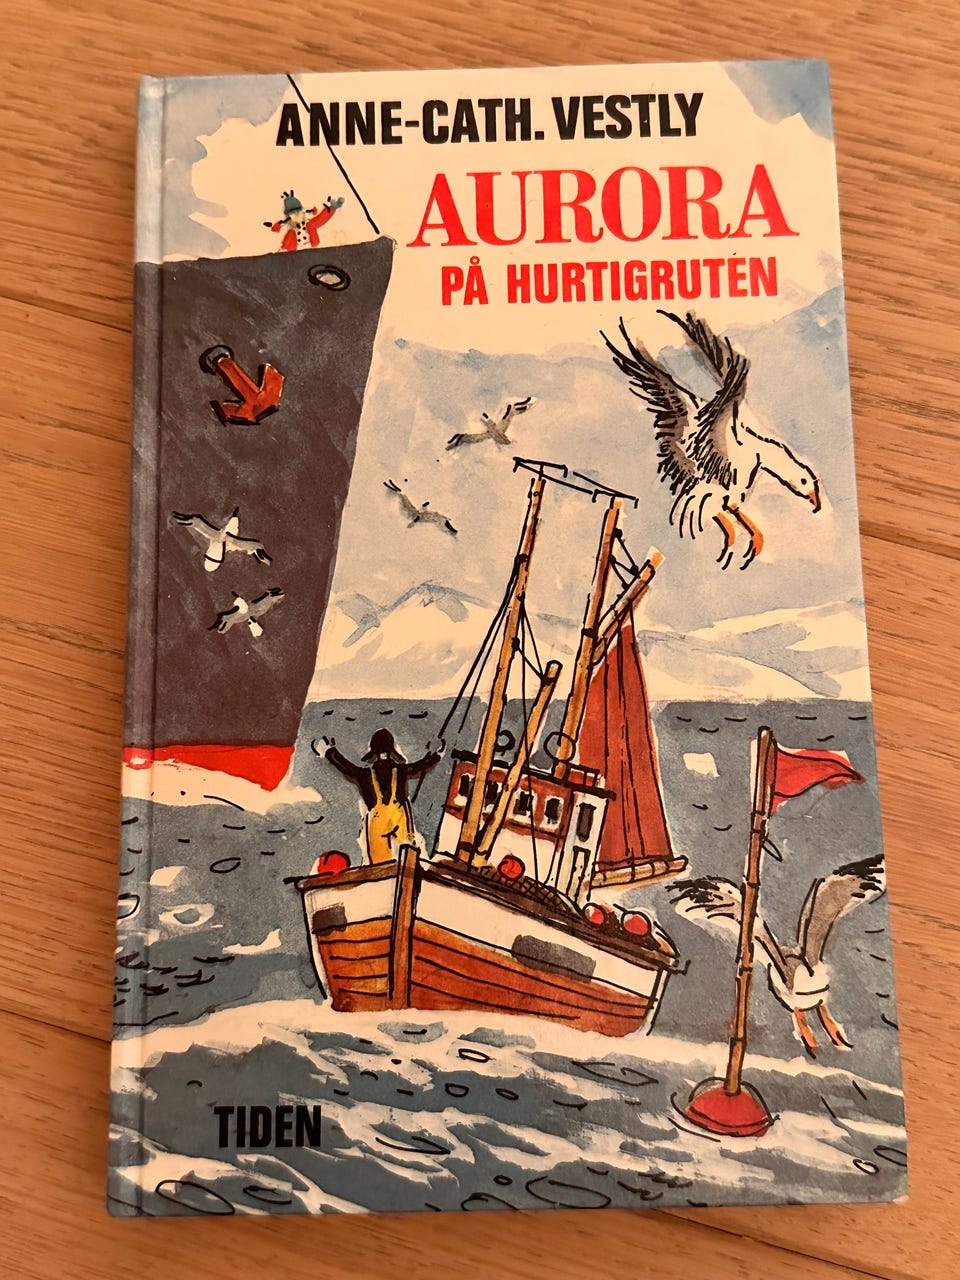 ANNE-CATH. VESTLY
AURORA
PÅ HURTIGRUTEN
TIDEN